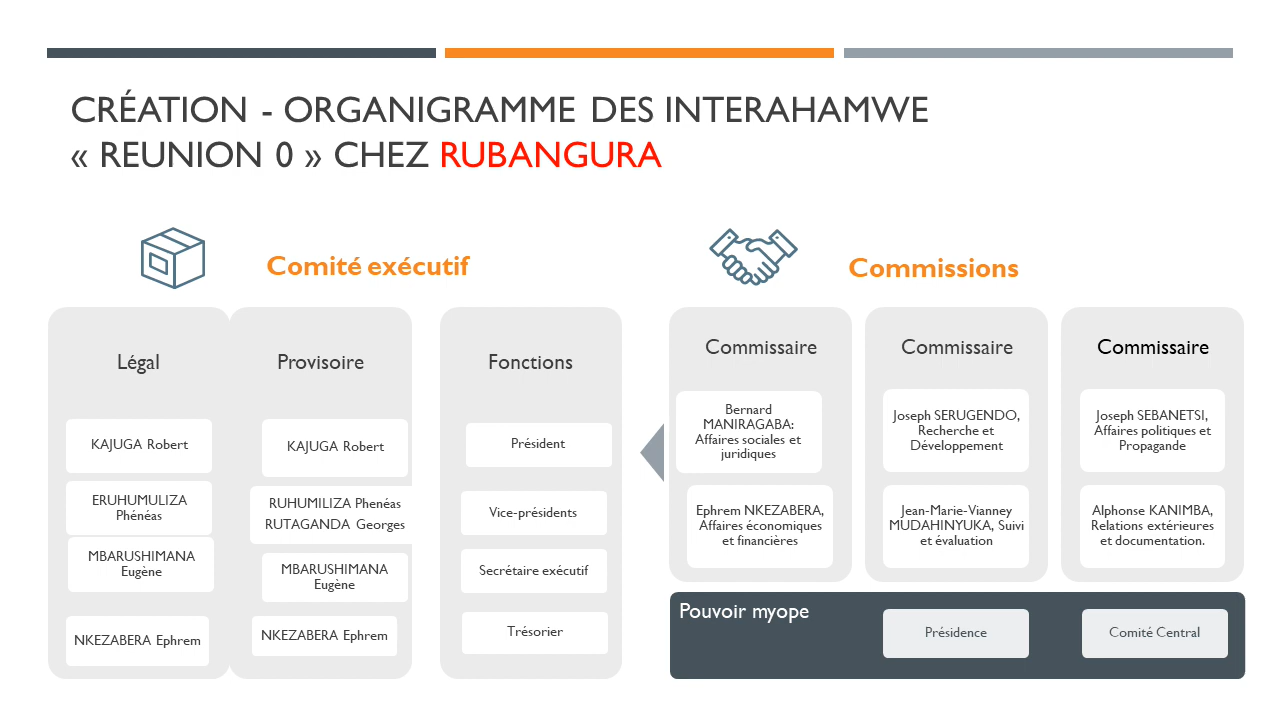 CRÉATION - ORGANIGRAMME DES INTERAHAMWE
« REUNION 0 » CHEZ RUBANGURA
Comité exécutif
Légal
KAJUGA Robert
ERUHUMULIZA
Phénéas
MBARUSHIMANA
Eugène
NKEZABERA Ephrem
Provisoire
KAJUGA Robert
RUHUMILIZA Phenéas
RUTAGANDA Georges
MBARUSHIMANA
Eugène
NKEZABERA Ephrem
Fonctions
Président
Vice-présidents
Secrétaire exécutif
Trésorier
Commissions
Commissaire
Bernard
MANIRAGABA:
Affaires sociales et
juridiques
Ephrem NKEZABERA,
Affaires économiques
et financières
Commissaire
Joseph SERUGENDO,
Recherche et
Développement
Jean-Marie-Vianney
MUDAHINYUKA, Suivi
et évaluation
Commissaire
Joseph SEBANETSI,
Affaires politiques et
Propagande
Alphonse KANIMBA,
Relations extérieures
et documentation.
Pouvoir myope
Présidence
Comité Central